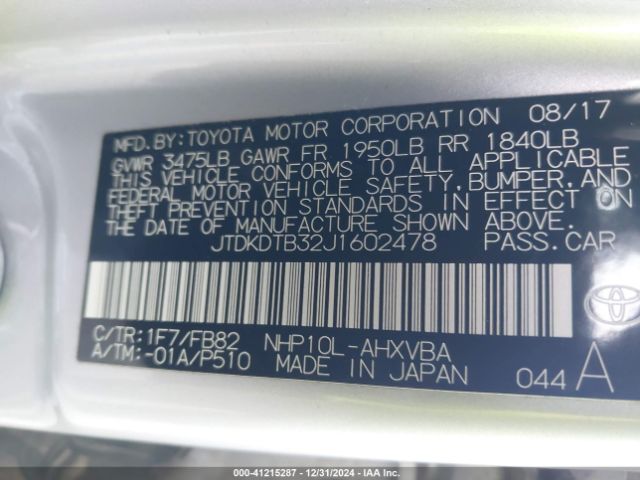 MFD.BY:TOYOTA MOTOR CORPORATION 08/17
GVWR 3475LB GAWR FR 1950LB RR 1840LB
THIS VEHICLE CONFORMS TO ALL APPLICABLE
FEDERAL MOTOR VEHICLE SAFETY,BUMPER,AND
THEFT PREVENTION STANDARDS IN EFFECT ON
THE DATE OF MANUFACTURE SHOWN ABOVE.
JTDKDTB32J1602478 PASS.CAR
C/TR:1F7/FB82 NHP10L-AHXVBA
A/TM:-01A/P510 MADE IN JAPAN 044 A
000-41215287 - 12/31/2024 - IAA Inc.